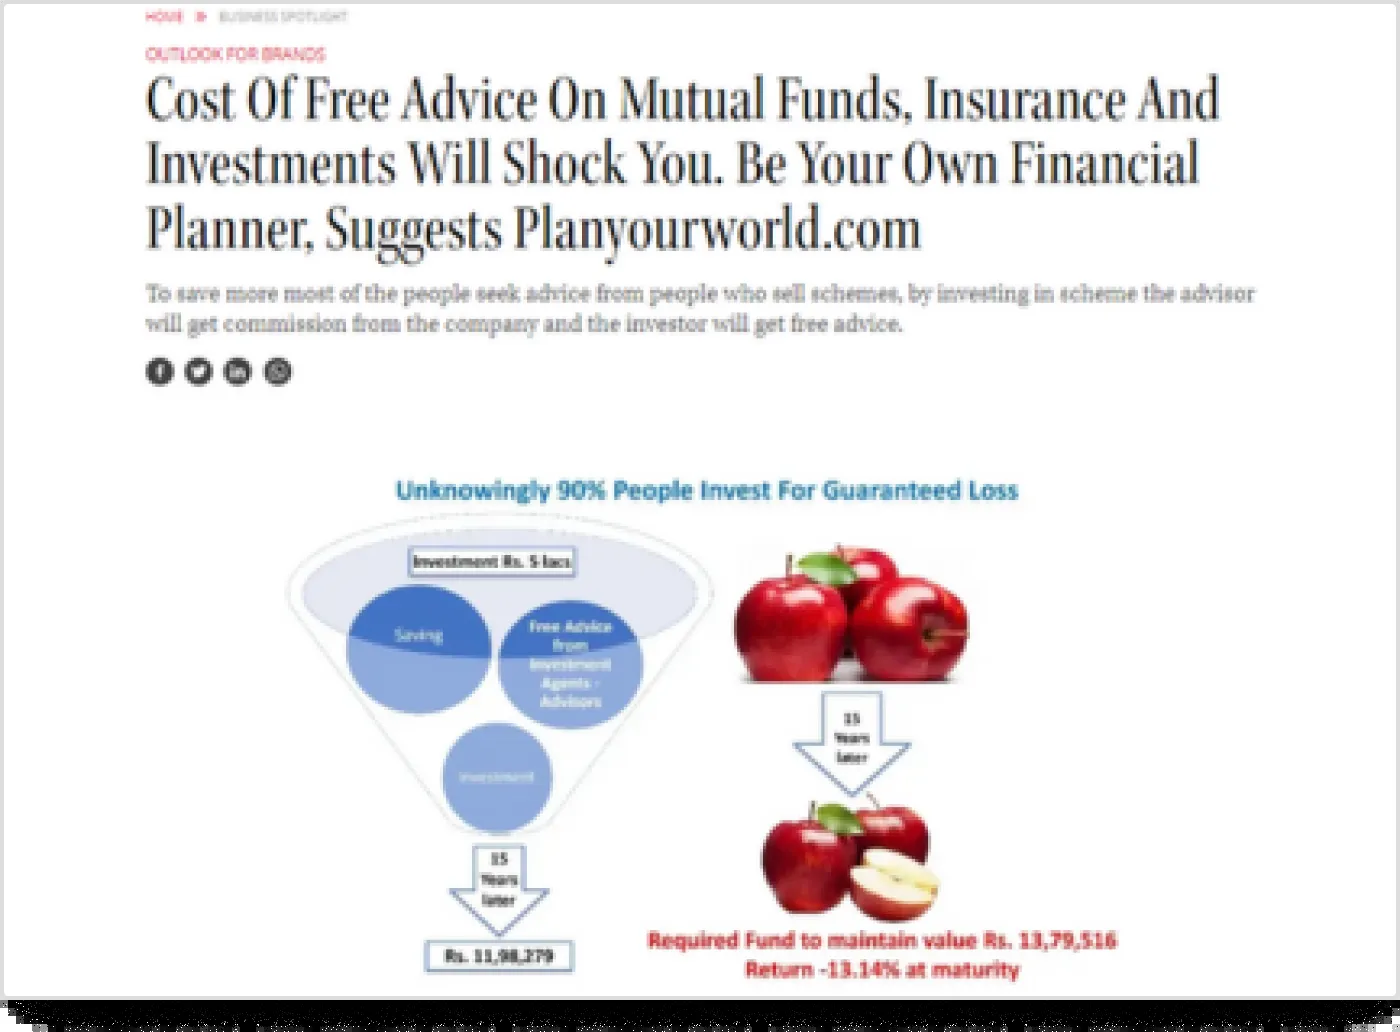 HOME » BUSINESS SPOTLIGHT
OUTLOOK FOR BRANDS
Cost Of Free Advice On Mutual Funds, Insurance And
Investments Will Shock You. Be Your Own Financial
Planner, Suggests Planyourworld.com
To save more most of the people seek advice from people who sell schemes, by investing in scheme the advisor
will get commission from the company and the investor will get free advice.
Unknowingly 90% People Invest For Guaranteed Loss
Investment Rs. 5 lacs
Saving
Free Advice
from
Investment
Agents -
Advisors
Investment
15
Years
later
Rs. 11,98,279
15
Years
later
Required Fund to maintain value Rs. 13,79,516
Return -13.14% at maturity